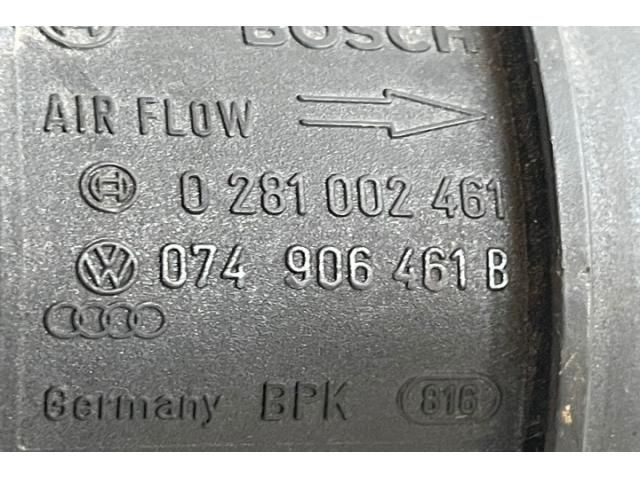 BOSCH
AIR FLOW
0 281 002 461
074 906 461 B
Germany BPK 816